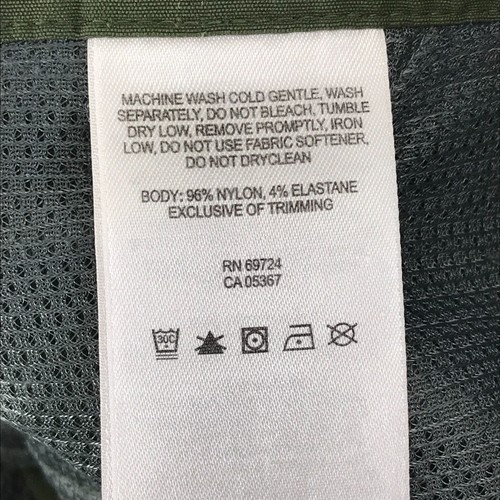 MACHINE WASH COLD GENTLE, WASH
SEPARATELY, DO NOT BLEACH, TUMBLE
DRY LOW, REMOVE PROMPTLY, IRON
LOW, DO NOT USE FABRIC SOFTENER,
DO NOT DRYCLEAN
BODY: 96% NYLON, 4% ELASTANE
EXCLUSIVE OF TRIMMING
RN 69724
CA 05367
30C